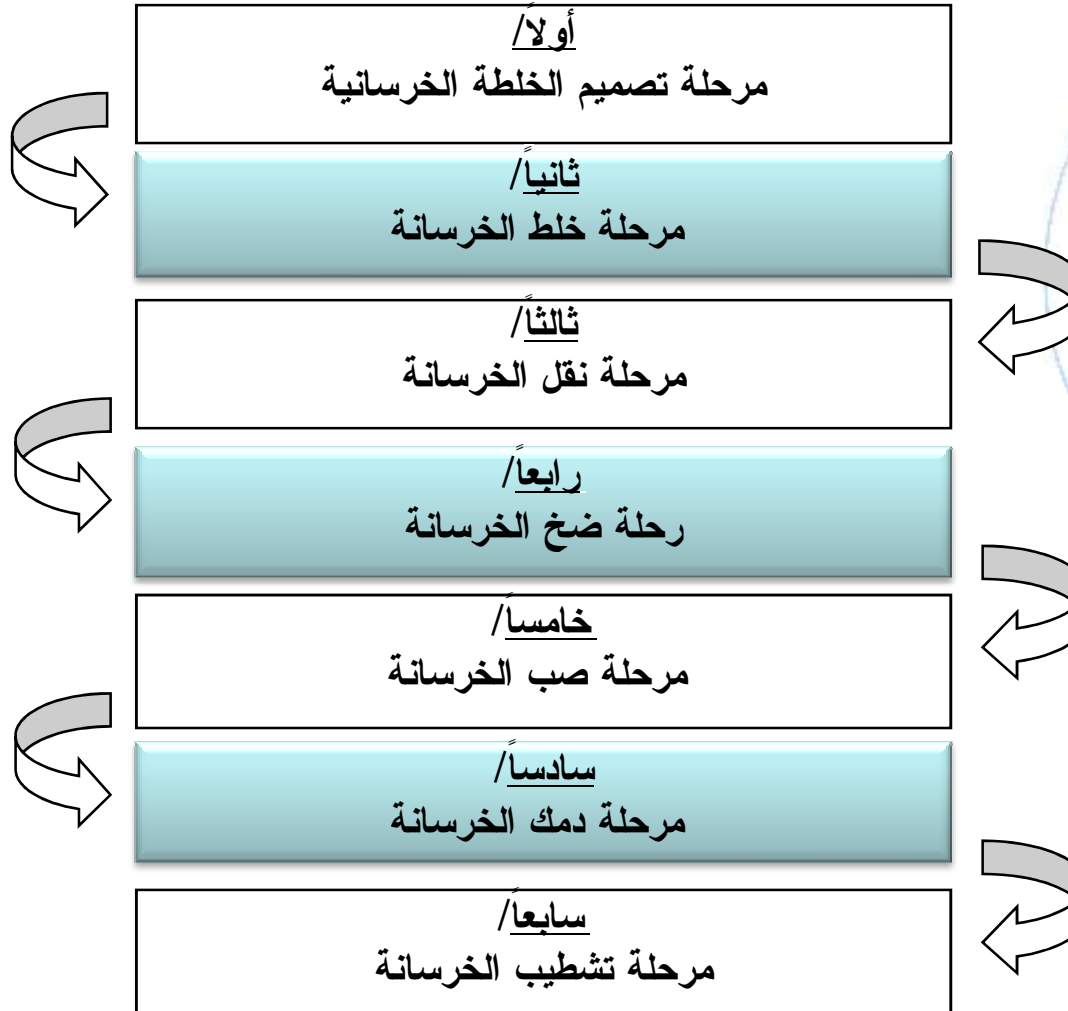 أولاً/
مرحلة تصميم الخلطة الخرسانية
ثانياً/
مرحلة خلط الخرسانة
ثالثاً/
مرحلة نقل الخرسانة
رابعاً/
رحلة ضخ الخرسانة
خامساً/
مرحلة صب الخرسانة
سادساً/
مرحلة دمك الخرسانة
سابعاً/
مرحلة تشطيب الخرسانة